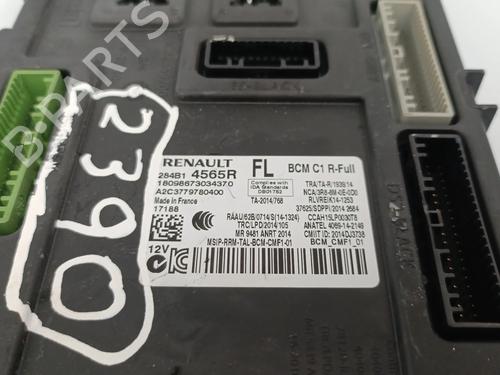 B-PARTS
2390
RENAULT
284B1 4565R
18098673034370
A2C3779780400
Made in France
17188
12V
FL
Complies with
IDA Standards
DB01752
TA-2014/768
BCM C1 R-Full
TRA/TA-R/1939/14
NCA/3R8-8M-0E-0D0
RLVREIK14-1253
37625/SDPPI/2014 2684
RAAU/62B/0714/S(14-1324)
CCAH15LP0030T8
TRC/LPD/2014/105
ANATEL 4069-14-2149
MR 9481 ANRT 2014
CMIIT ID: 2014DJ3738
MSIP-RRM-TAL-BCM-CMF1-01
BCM_CMF1_01